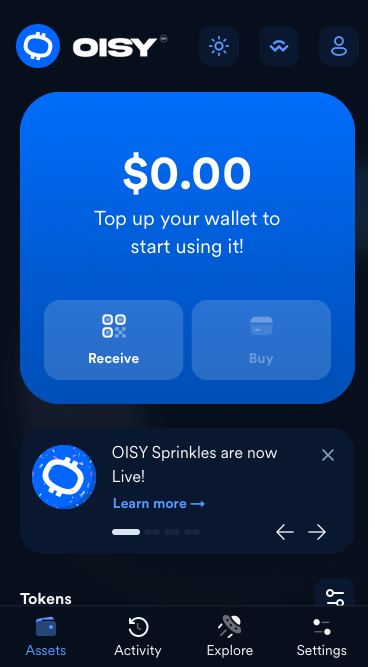 OISY
$0.00
Top up your wallet to
start using it!
Receive
Buy
OISY Sprinkles are now
Live!
Learn more →
Tokens
Assets
Activity
Explore
Settings